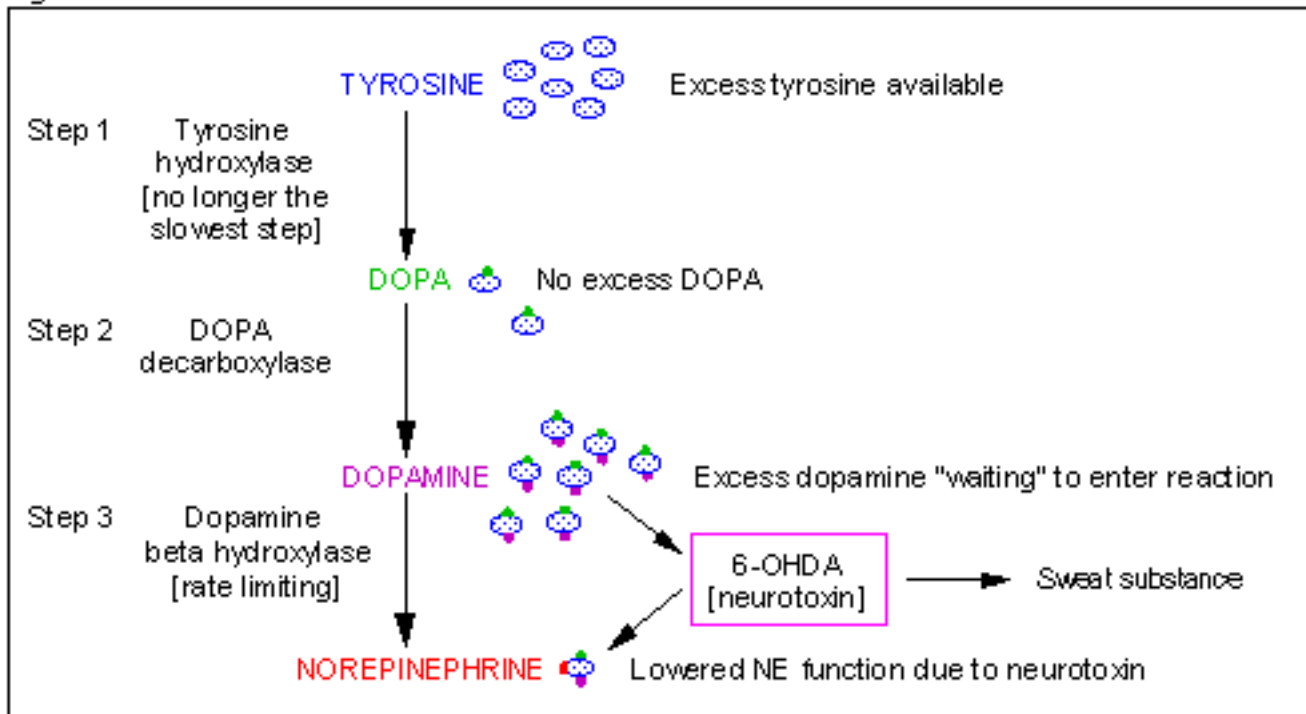 TYROSINE
Excess tyrosine available
Step 1
Tyrosine
hydroxylase
[no longer the
slowest step]
DOPA
No excess DOPA
Step 2
DOPA
decarboxylase
DOPAMINE
Excess dopamine "waiting" to enter reaction
Step 3
Dopamine
beta hydroxylase
[rate limiting]
6-OHDA
[neurotoxin]
Sweat substance
NOREPINEPHRINE
Lowered NE function due to neurotoxin